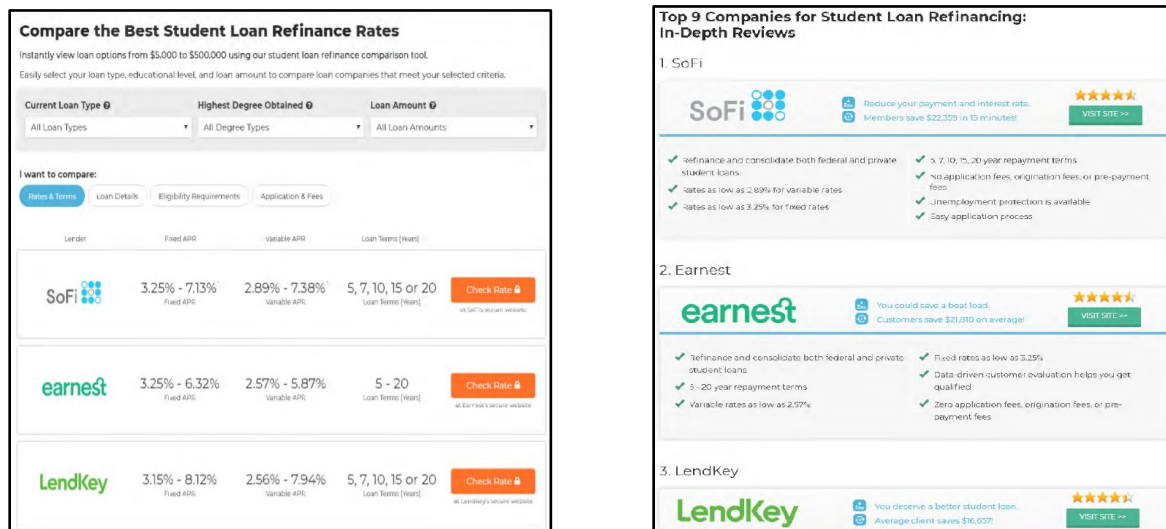 Compare the Best Student Loan Refinance Rates
Instantly view loan options from $5,000 to $500,000 using our student loan refinance comparison tool.
Easily select your loan type, educational level, and loan amount to compare loan companies that meet your selected criteria.
Current Loan Type Highest Degree Obtained Loan Amount
All Loan Types All Degree Types All Loan Amounts
I want to compare:
Rates & Terms Loan Details Eligibility Requirements Application & Fees
Lender Fixed APR Variable APR Loan Terms (Years)
SoFi 3.25% - 7.13% 2.89% - 7.38% 5, 7, 10, 15 or 20 Check Rate
Fixed APR Variable APR Loan Terms (Years) at SoFi's secure website
earnest 3.25% - 6.32% 2.57% - 5.87% 5 - 20 Check Rate
Fixed APR Variable APR Loan Terms (Years) at Earnest's secure website
LendKey 3.15% - 8.12% 2.56% - 7.94% 5, 7, 10, 15 or 20 Check Rate
Fixed APR Variable APR Loan Terms (Years) at LendKey's secure website
Top 9 Companies for Student Loan Refinancing:
In-Depth Reviews
1. SoFi
SoFi
Reduce your payment and interest rate.
Members save $22,359 in 15 minutes!
VISIT SITE >>
Refinance and consolidate both federal and private
student loans
Rates as low as 2.89% for variable rates
Rates as low as 3.25% for fixed rates
5, 7, 10, 15, 20 year repayment terms
No application fees, origination fees, or pre-payment
fees
Unemployment protection is available
Easy application process
2. Earnest
earnest
You could save a boat load.
Customers save $21,810 on average!
VISIT SITE >>
Refinance and consolidate both federal and private
student loans
5 - 20 year repayment terms
Variable rates as low as 2.57%
Fixed rates as low as 3.25%
Data-driven customer evaluation helps you get
qualified
Zero application fees, origination fees, or pre-
payment fees
3. LendKey
LendKey
You deserve a better student loan.
Average client saves $16,657!
VISIT SITE >>